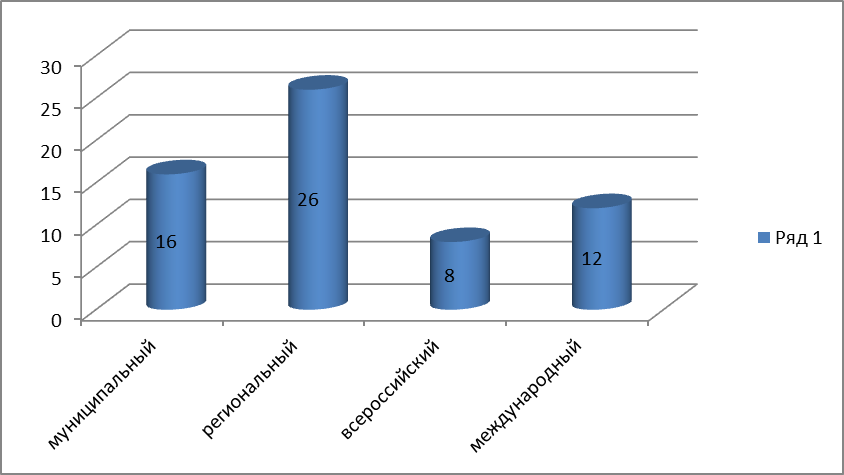 30
25
20
15
10
5
0
16
26
8
12
муниципальный
региональный
всероссийский
международный
Ряд 1